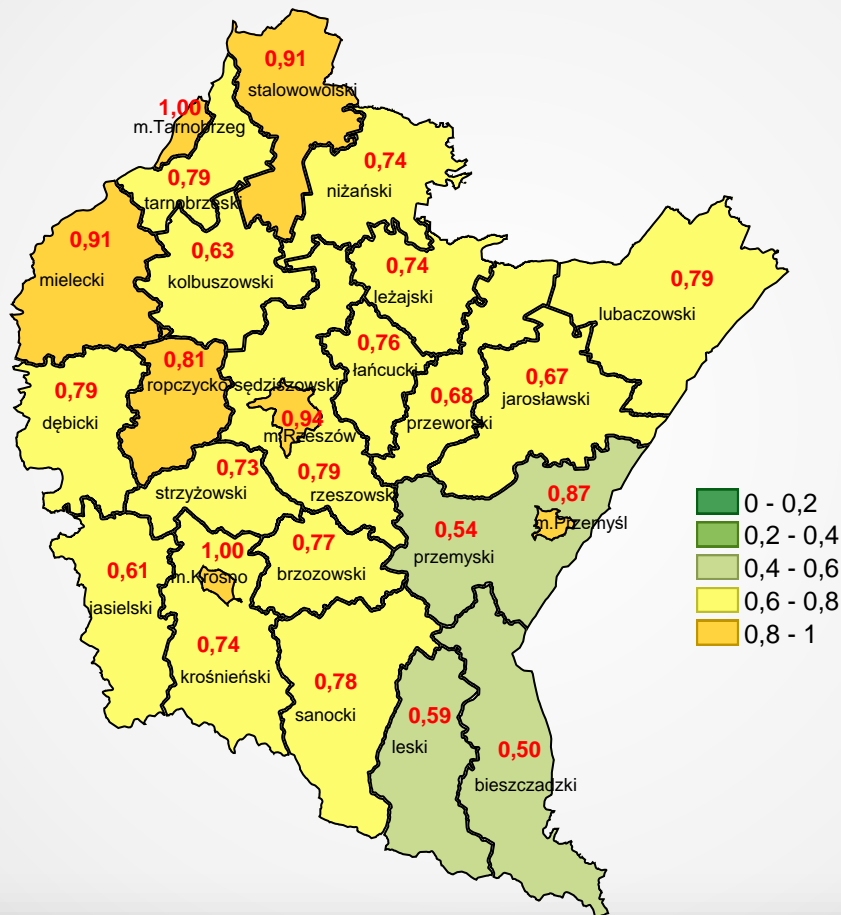 0,91
stalowowolski
1,00
m.Tarnobrzeg
0,74
niżański
0,79
tarnobrzeski
0,91
mielecki
0,63
kolbuszowski
0,74
leżajski
0,79
lubaczowski
0,76
łańcucki
0,81
ropczycko-sędziszowski
0,67
jarosławski
0,79
dębicki
0,68
przeworski
0,94
m.Rzeszów
0,73
strzyżowski
0,79
rzeszowski
0,87
m.Przemyśl
0,54
przemyski
0,77
brzozowski
1,00
m.Krosno
0,61
jasielski
0,74
krośnieński
0,78
sanocki
0,59
leski
0,50
bieszczadzki
0 - 0,2
0,2 - 0,4
0,4 - 0,6
0,6 - 0,8
0,8 - 1